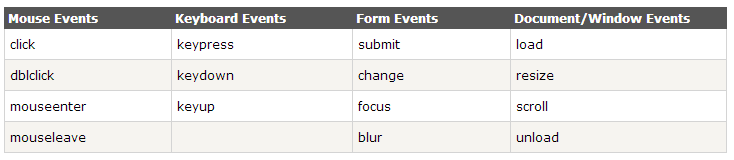 Mouse Events Keyboard Events Form Events Document/Window Events
click keypress submit load
dblclick keydown change resize
mouseenter keyup focus scroll
mouseleave blur unload